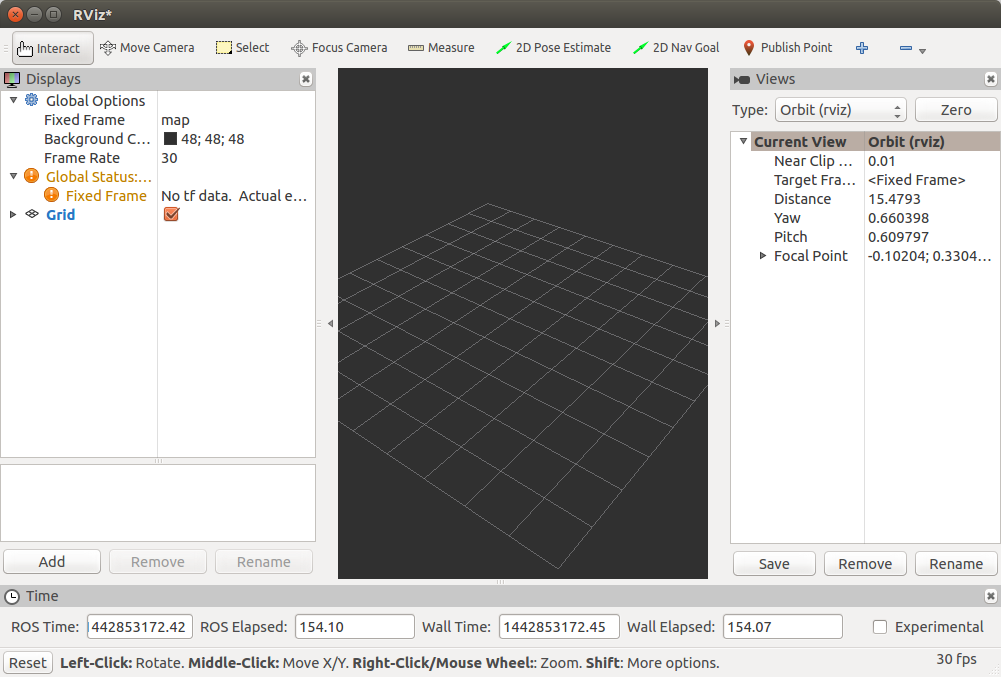 RViz*
Interact Move Camera Select Focus Camera Measure 2D Pose Estimate 2D Nav Goal Publish Point
Displays
Global Options
Fixed Frame map
Background C... 48; 48; 48
Frame Rate 30
Global Status:...
Fixed Frame No tf data. Actual e...
Grid
Add Remove Rename
Views
Type: Orbit (rviz) Zero
Current View Orbit (rviz)
Near Clip ... 0.01
Target Fra... <Fixed Frame>
Distance 15.4793
Yaw 0.660398
Pitch 0.609797
Focal Point -0.10204; 0.3304...
Save Remove Rename
Time
ROS Time: 1442853172.42 ROS Elapsed: 154.10 Wall Time: 1442853172.45 Wall Elapsed: 154.07 Experimental
Reset Left-Click: Rotate. Middle-Click: Move X/Y. Right-Click/Mouse Wheel:: Zoom. Shift: More options. 30 fps